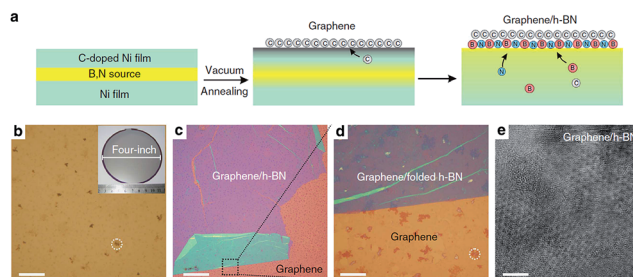 a
C-doped Ni film
B,N source
Ni film
Vacuum
Annealing
Graphene
C C C C C C C C C C C C C C
C
Graphene/h-BN
B N B N B N B N B N B N B N
N
B
B
C
b
Four-inch
c
Graphene/h-BN
Graphene
d
Graphene/folded h-BN
Graphene
e
Graphene/h-BN